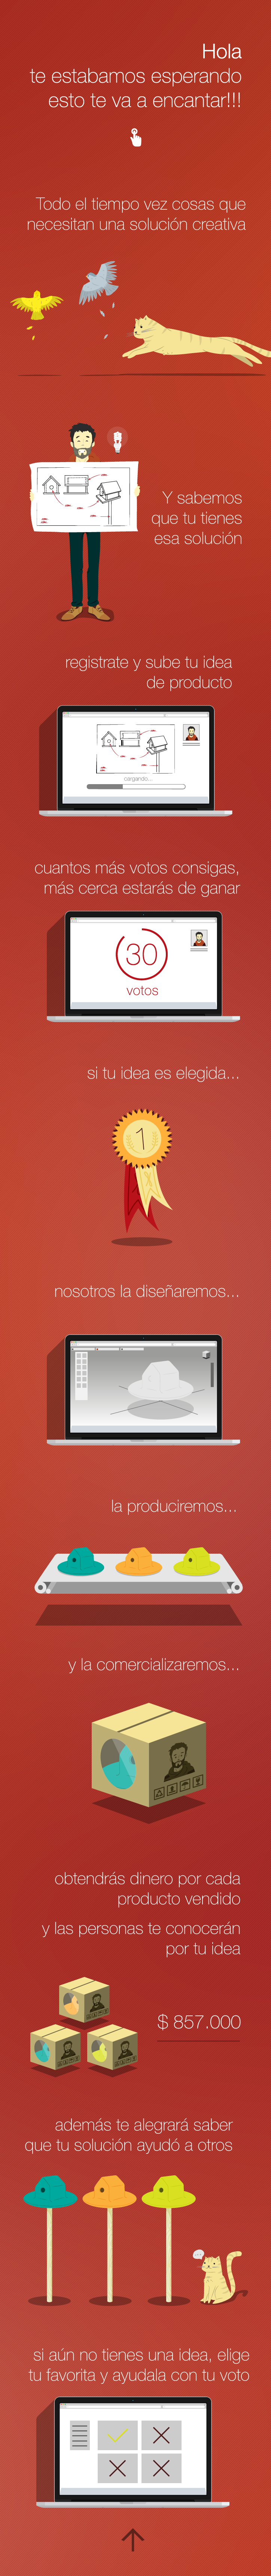 Hola
te estabamos esperando
esto te va a encantar!!!
Todo el tiempo vez cosas que
necesitan una solución creativa
Y sabemos
que tu tienes
esa solución
registrate y sube tu idea
de producto
cargando...
cuantos más votos consigas,
más cerca estarás de ganar
30
votos
si tu idea es elegida...
1
nosotros la diseñaremos...
la produciremos...
y la comercializaremos...
obtendrás dinero por cada
producto vendido
y las personas te conocerán
por tu idea
$ 857.000
además te alegrará saber
que tu solución ayudó a otros
si aún no tienes una idea, elige
tu favorita y ayudala con tu voto